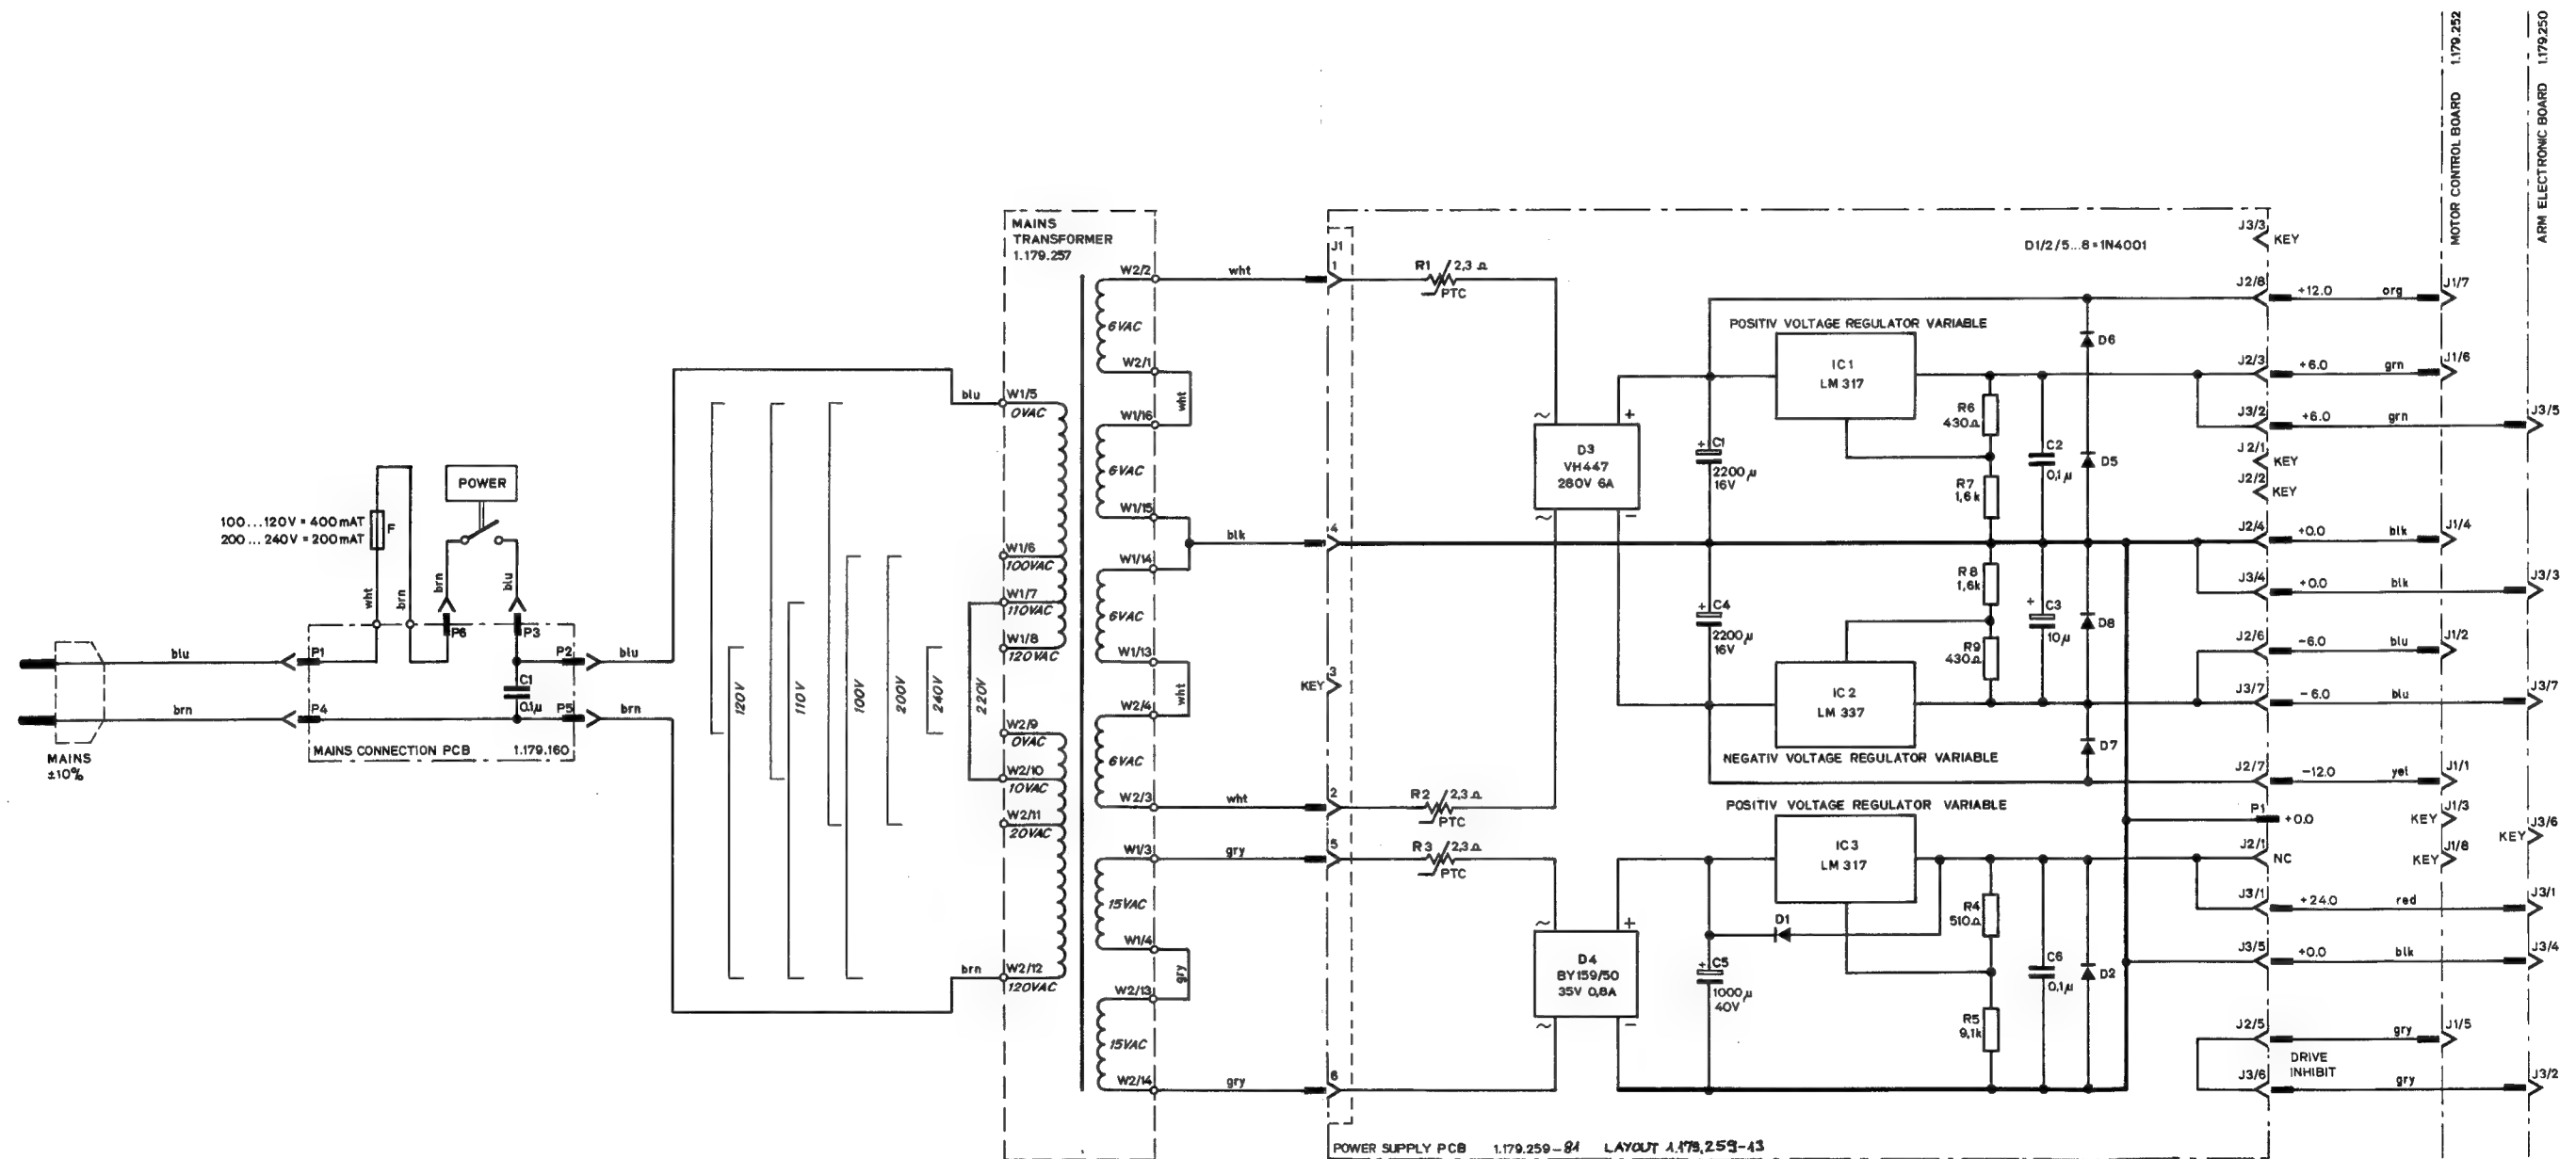 MOTOR CONTROL BOARD 1.179.252
ARM ELECTRONIC BOARD 1.179.250
MAINS
TRANSFORMER
1.179.257
J1
J3/3
KEY
D1/2/5...8=1N4001
W2/2
wht
1
R1
2,3 Ω
PTC
J2/8
+12.0
org
J1/7
6VAC
POSITIV VOLTAGE REGULATOR VARIABLE
D6
W2/1
IC1
LM 317
J2/3
+6.0
grn
J1/6
blu
W1/5
0VAC
wht
W1/16
R6
430Ω
J3/2
+6.0
grn
J3/5
6VAC
D3
VH447
280V 6A
~
+
~
−
+
C1
2200µ
16V
C2
0,1µ
D5
J2/1
KEY
J2/2
KEY
R7
1,6k
POWER
100...120V = 400mAT
200...240V = 200mAT
F
W1/15
blk
4
J2/4
+0.0
blk
J1/4
W1/6
100VAC
W1/14
R8
1,6k
J3/4
+0.0
blk
J3/3
wht
brn
brn
blu
W1/7
110VAC
W1/8
120VAC
6VAC
+
C4
2200µ
16V
+
C3
10µ
D8
P6
P3
R9
430Ω
J2/6
−6.0
blu
J1/2
blu
P1
P2
blu
W1/13
3
KEY
C1
0,1µ
120V
110V
100V
200V
240V
220V
wht
IC2
LM 337
J3/7
−6.0
blu
J3/7
brn
P4
P5
brn
W2/4
W2/9
0VAC
MAINS CONNECTION PCB 1.179.160
MAINS
±10%
6VAC
NEGATIV VOLTAGE REGULATOR VARIABLE
D7
W2/10
10VAC
J2/7
−12.0
yel
J1/1
W2/3
wht
2
R2
2,3 Ω
PTC
POSITIV VOLTAGE REGULATOR VARIABLE
P1
+0.0
KEY
J1/3
W2/11
20VAC
KEY
J3/6
W1/3
gry
5
R3
2,3 Ω
PTC
IC3
LM 317
J2/1
NC
KEY
J1/8
15VAC
R4
510Ω
J3/1
+24.0
red
J3/1
D1
W1/4
~
+
D4
BY159/50
35V 0,8A
~
−
brn
W2/12
120VAC
gry
W2/13
+
C5
1000µ
40V
C6
0,1µ
D2
J3/5
+0.0
blk
J3/4
15VAC
R5
9,1k
J2/5
gry
J1/5
DRIVE
INHIBIT
W2/14
gry
6
J3/6
gry
J3/2
POWER SUPPLY PCB 1.179.259-81 LAYOUT 1.179.259-13